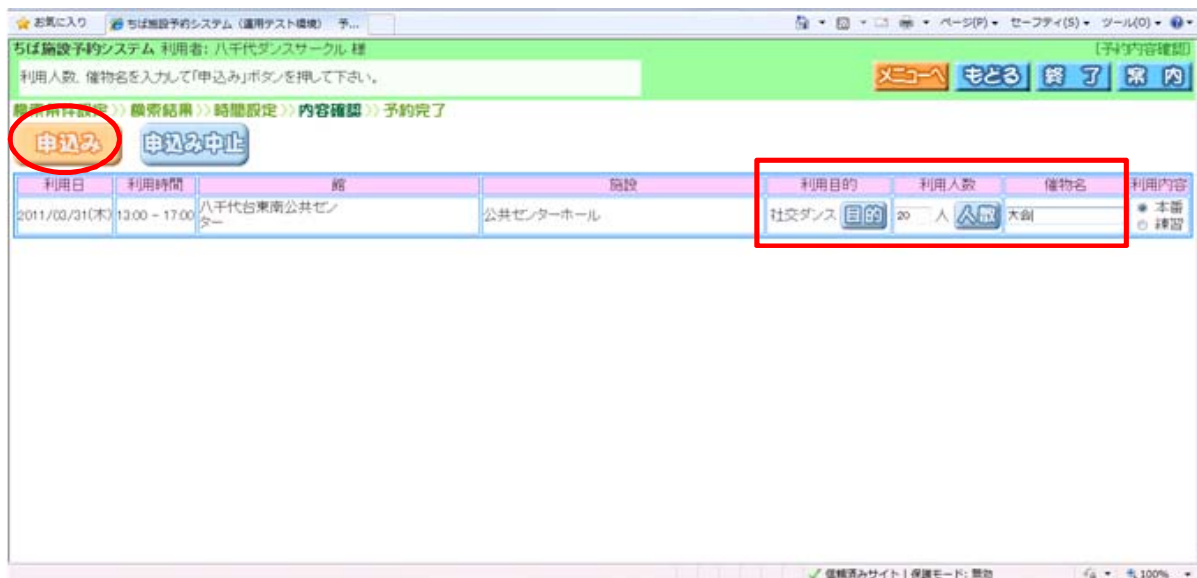 お気に入り ちば施設予約システム（運用テスト環境） 予... ページ(P) セーフティ(S) ツール(O)
ちば施設予約システム 利用者: 八千代ダンスサークル 様 [予約内容確認]
利用人数、催物名を入力して「申込み」ボタンを押して下さい。 メニューへ もどる 終了 案内
検索条件設定 >> 検索結果 >> 時間設定 >> 内容確認 >> 予約完了
申込み 申込み中止
利用日 利用時間 館 施設 利用目的 利用人数 催物名 利用内容
2011/03/31(木) 13:00 ~ 17:00 八千代台東南公共センター 公共センターホール 社交ダンス 目的 20 人 人数 大会 本番
練習
信頼済みサイト | 保護モード: 無効 100%